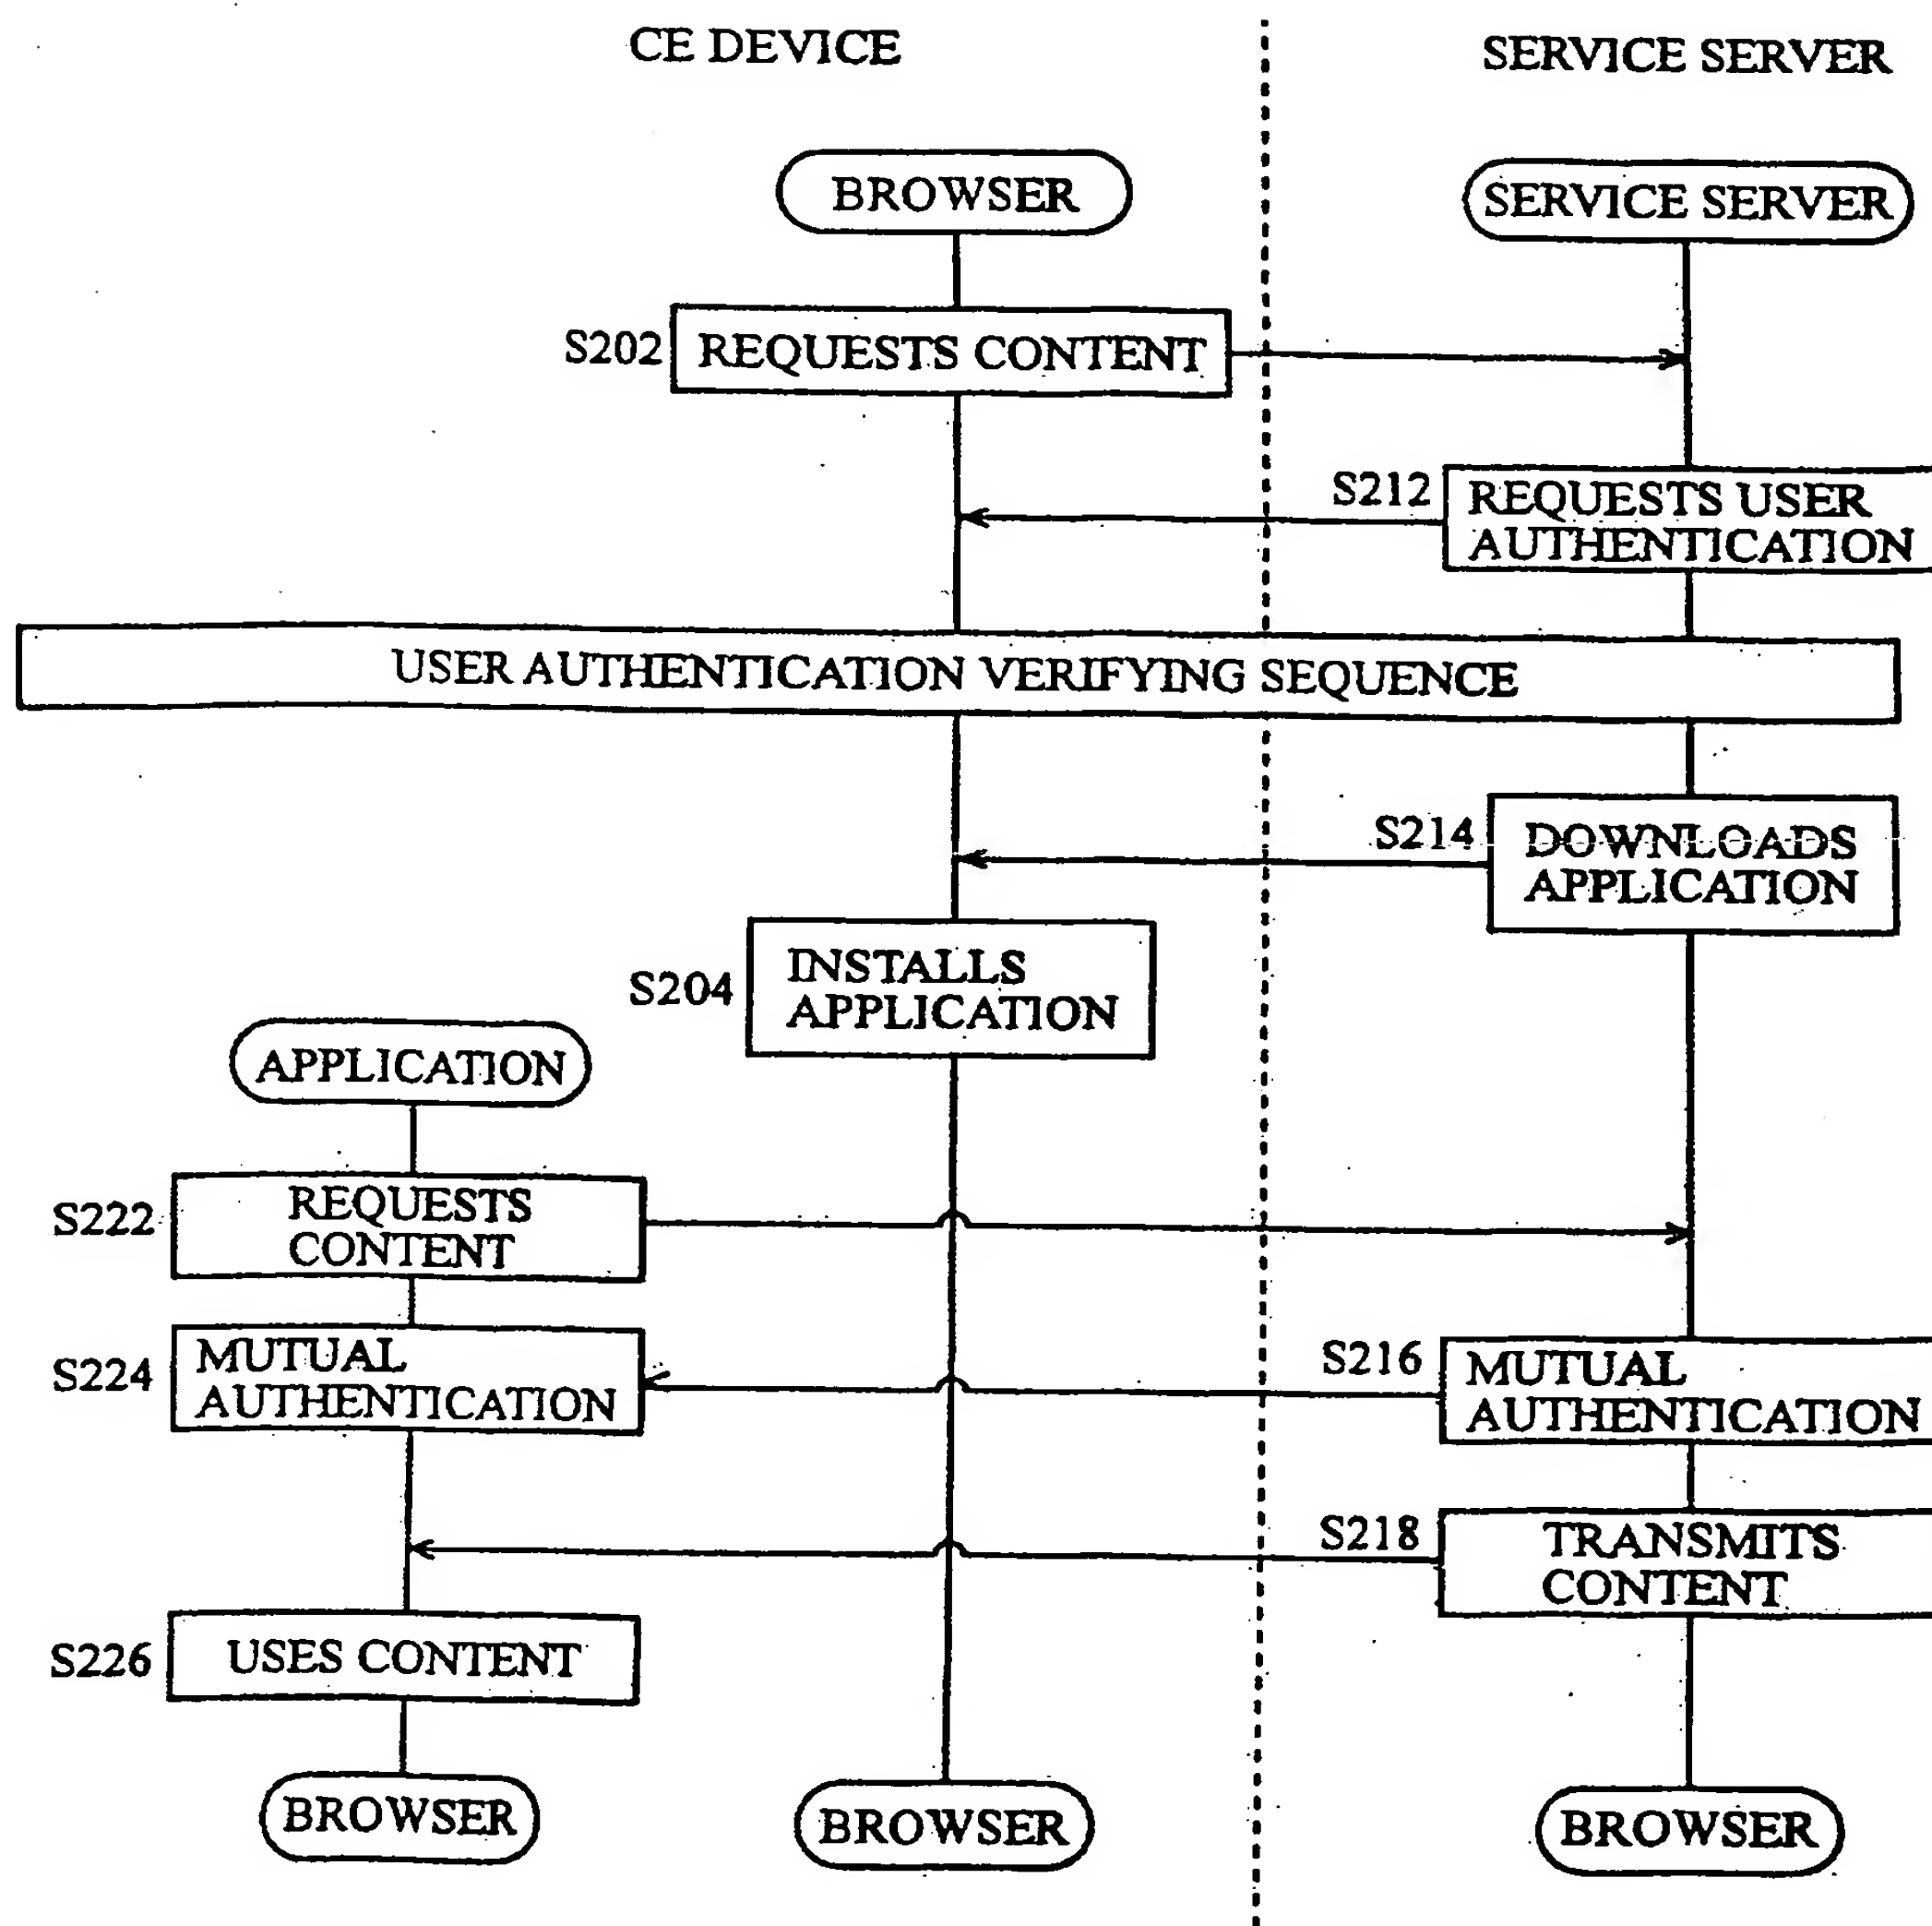 CE DEVICE
SERVICE SERVER
BROWSER
SERVICE SERVER
S202
REQUESTS CONTENT
S212
REQUESTS USER
AUTHENTICATION
USER AUTHENTICATION VERIFYING SEQUENCE
S214
DOWNLOADS
APPLICATION
S204
INSTALLS
APPLICATION
APPLICATION
S222
REQUESTS
CONTENT
S224
MUTUAL
AUTHENTICATION
S216
MUTUAL
AUTHENTICATION
S218
TRANSMITS
CONTENT
S226
USES CONTENT
BROWSER
BROWSER
BROWSER